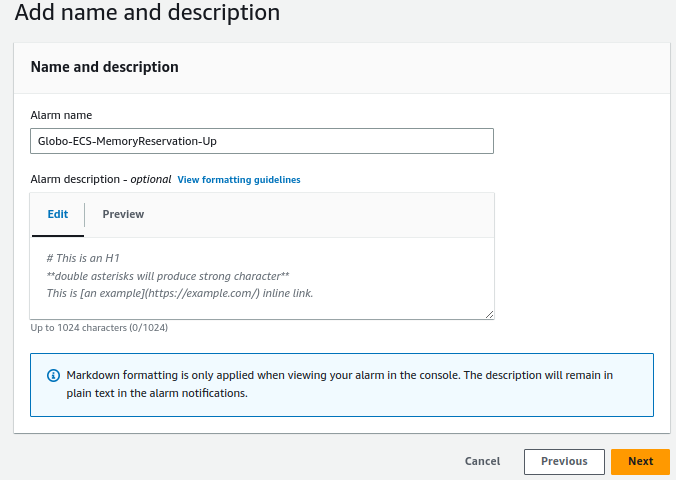 Add name and description
Name and description
Alarm name
Globo-ECS-MemoryReservation-Up
Alarm description - optional View formatting guidelines
Edit Preview
# This is an H1
**double asterisks will produce strong character**
This is [an example](https://example.com/) inline link.
Up to 1024 characters (0/1024)
Markdown formatting is only applied when viewing your alarm in the console. The description will remain in
plain text in the alarm notifications.
Cancel Previous Next